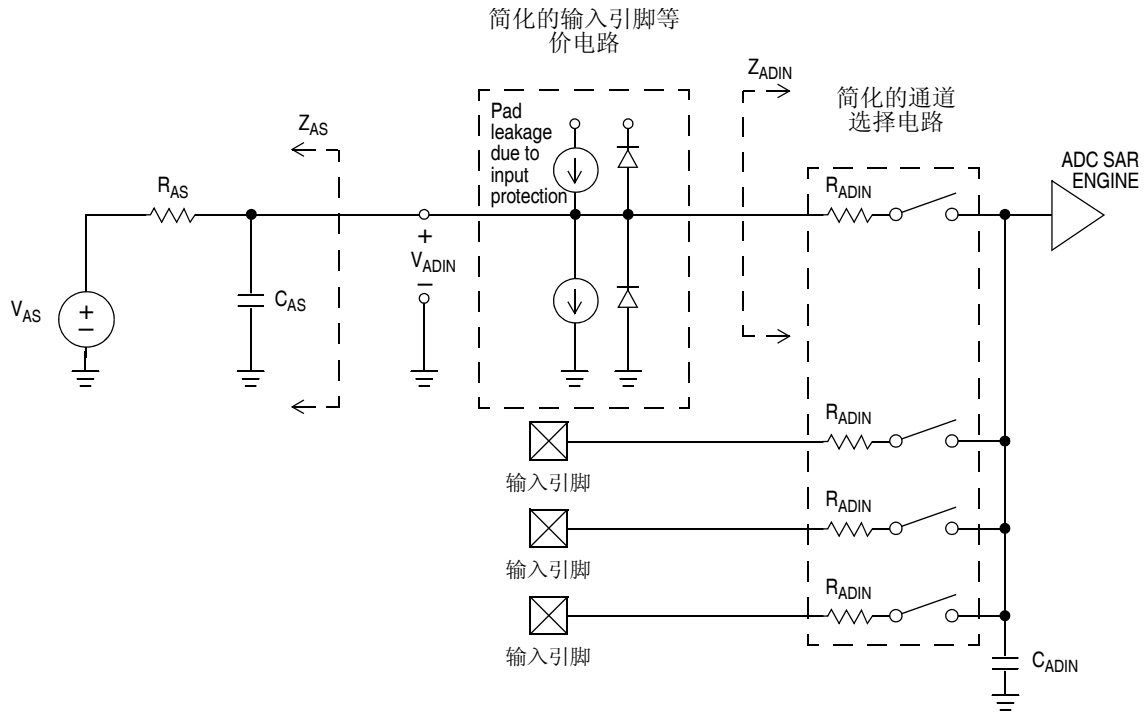 简化的输入引脚等
价电路
Z_ADIN
简化的通道
选择电路
Z_AS
Pad
leakage
due to
input
protection
ADC SAR
ENGINE
R_AS
R_ADIN
+
V_ADIN
−
V_AS
+
−
C_AS
R_ADIN
输入引脚
R_ADIN
输入引脚
R_ADIN
输入引脚
C_ADIN